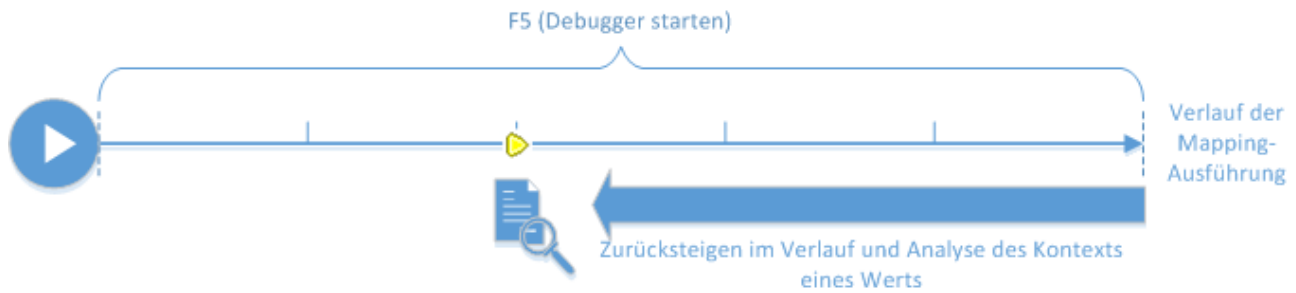 F5 (Debugger starten)
Verlauf der
Mapping-
Ausführung
Zurücksteigen im Verlauf und Analyse des Kontexts
eines Werts